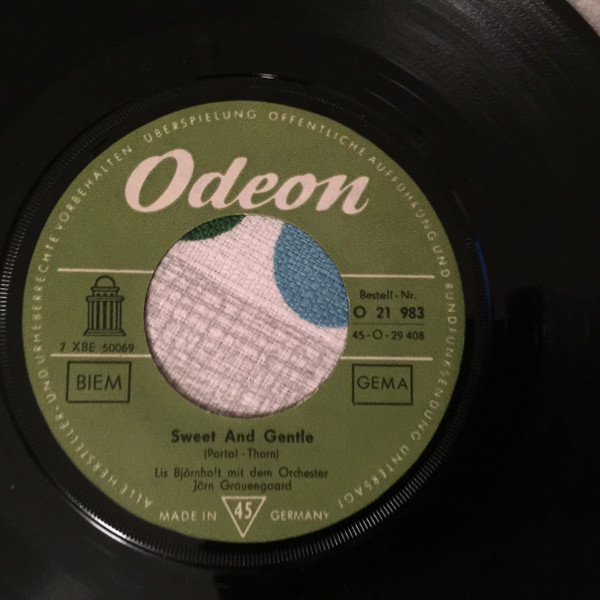 ALLE HERSTELLER- UND URHEBERRECHTE VORBEHALTEN ÜBERSPIELUNG ÖFFENTLICHE AUFFÜHRUNG UND RUNDFUNKSENDUNG UNTERSAGT
Odeon
Bestell-Nr.
O 21 983
45-O-29 408
7 XBE 50069
BIEM
GEMA
Sweet And Gentle
(Portal - Thorn)
Lis Björnholt mit dem Orchester
Jörn Grauengaard
MADE IN 45 GERMANY